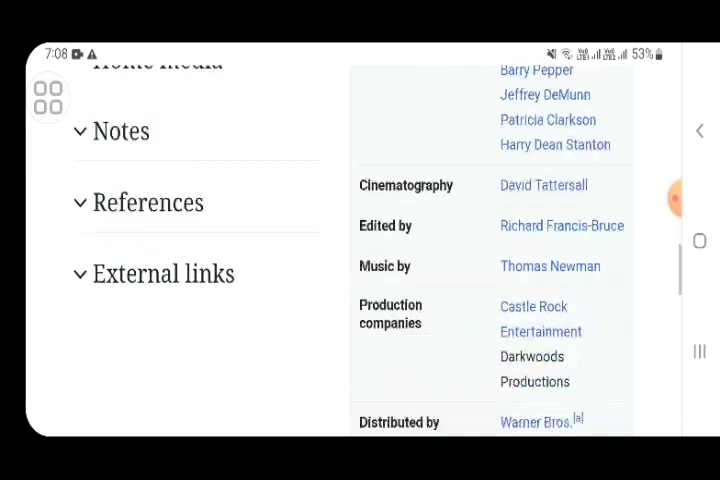 7:08
53%
Home media
Notes
References
External links
Barry Pepper
Jeffrey DeMunn
Patricia Clarkson
Harry Dean Stanton
Cinematography David Tattersall
Edited by Richard Francis-Bruce
Music by Thomas Newman
Production companies
Castle Rock
Entertainment
Darkwoods
Productions
Distributed by Warner Bros.[a]